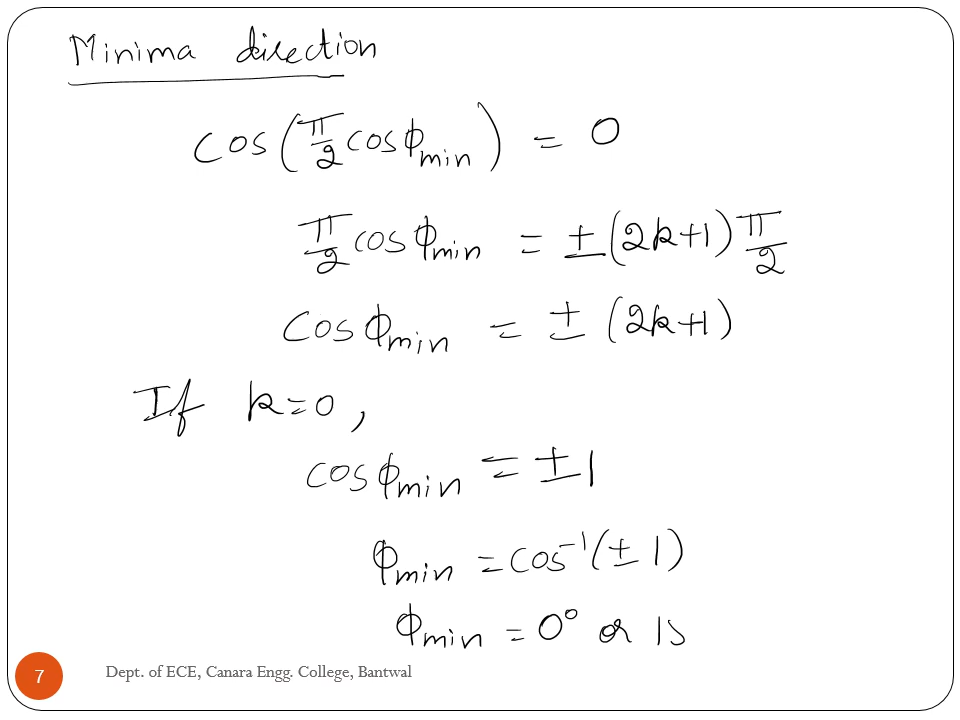 Minima direction
cos(π/2 cosϕmin) = 0
π/2 cosϕmin = ±(2k+1) π/2
cosϕmin = ± (2k+1)
If k=0,
cosϕmin = ±1
ϕmin = cos⁻¹(±1)
ϕmin = 0° or 18
7 Dept. of ECE, Canara Engg. College, Bantwal